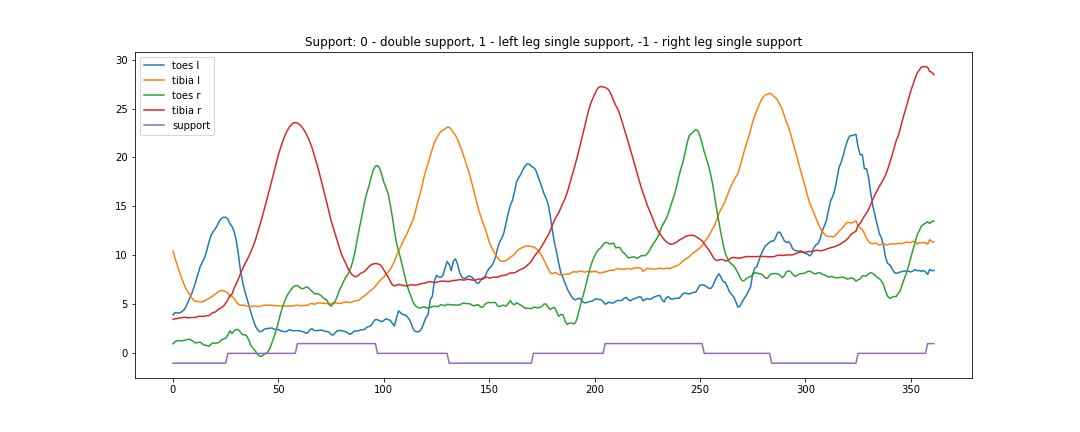 Support: 0 - double support, 1 - left leg single support, -1 - right leg single support
30
25
20
15
10
5
0
toes l
tibia l
toes r
tibia r
support
0 50 100 150 200 250 300 350